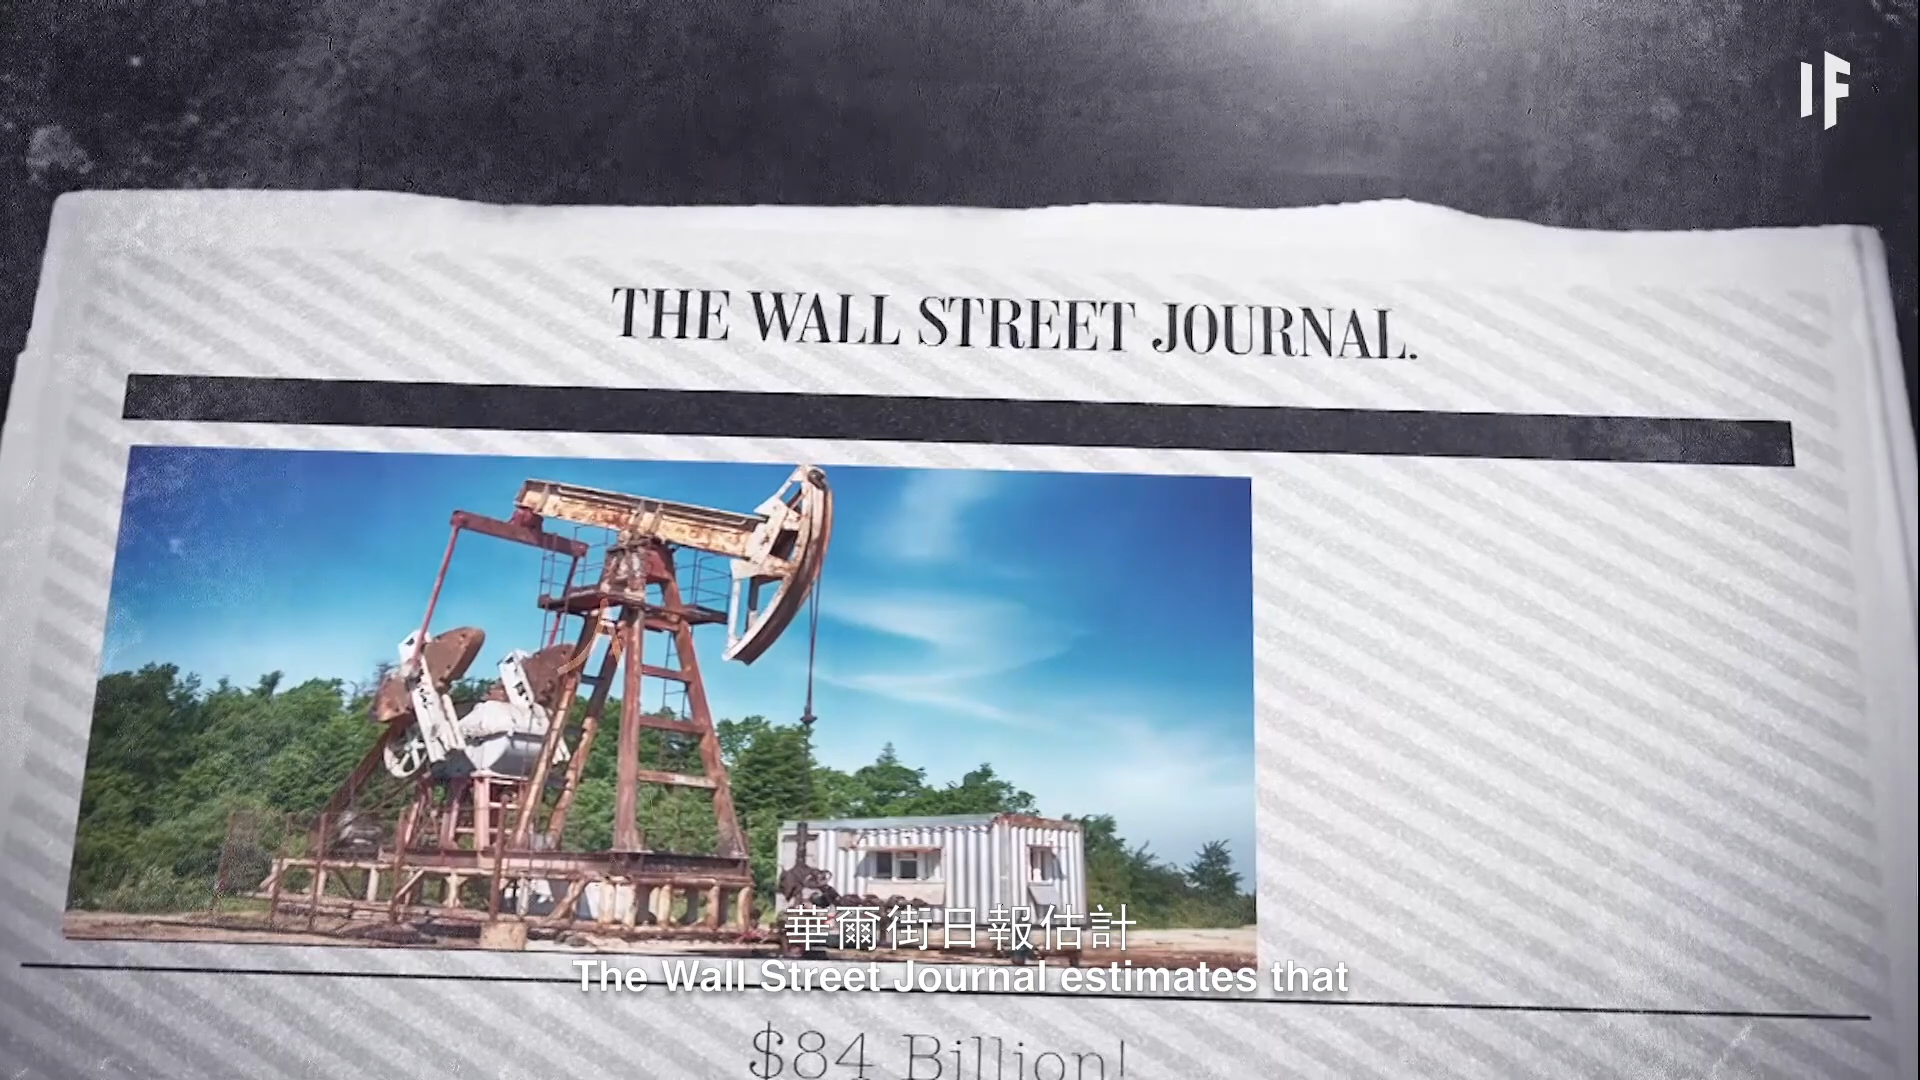 IF
THE WALL STREET JOURNAL.
華爾街日報估計
The Wall Street Journal estimates that
$84 Billion!